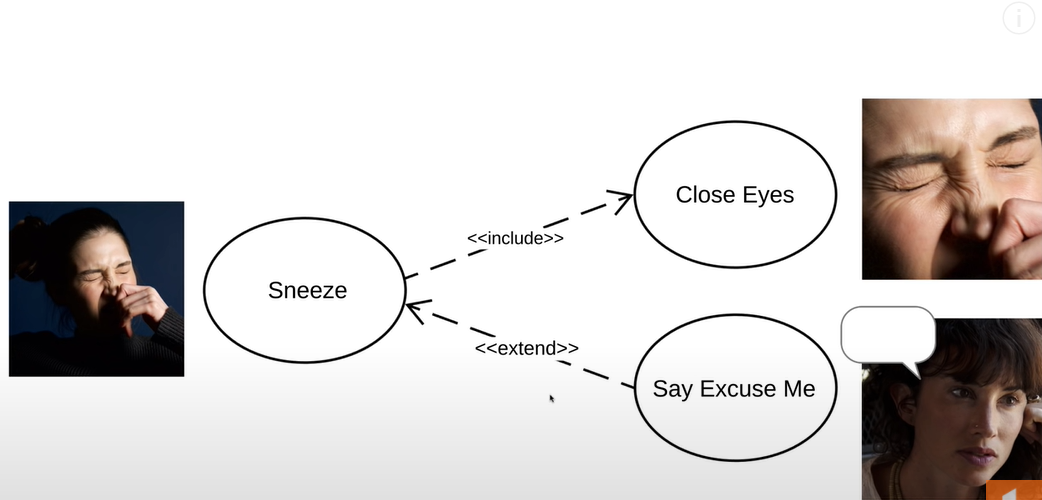 Close Eyes
<<include>>
Sneeze
<<extend>>
Say Excuse Me